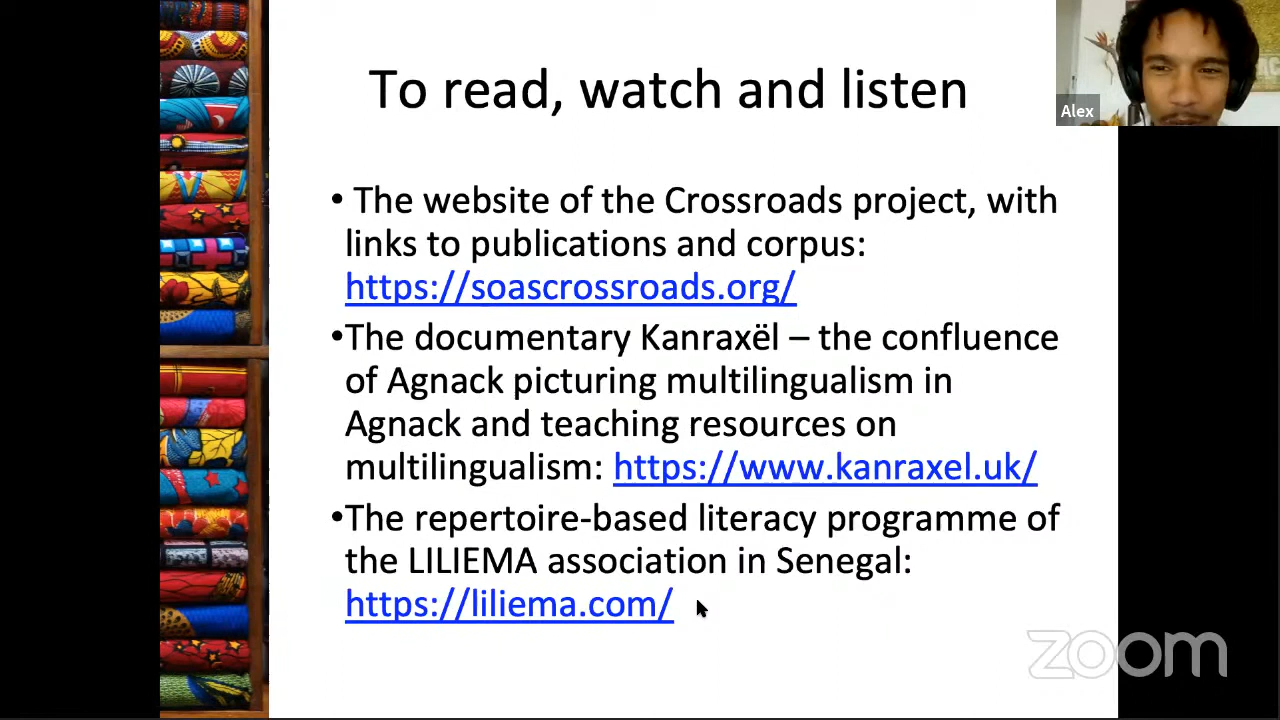 To read, watch and listen
Alex
• The website of the Crossroads project, with
links to publications and corpus:
https://soascrossroads.org/
•The documentary Kanraxël – the confluence
of Agnack picturing multilingualism in
Agnack and teaching resources on
multilingualism: https://www.kanraxel.uk/
•The repertoire-based literacy programme of
the LILIEMA association in Senegal:
https://liliema.com/
zoom